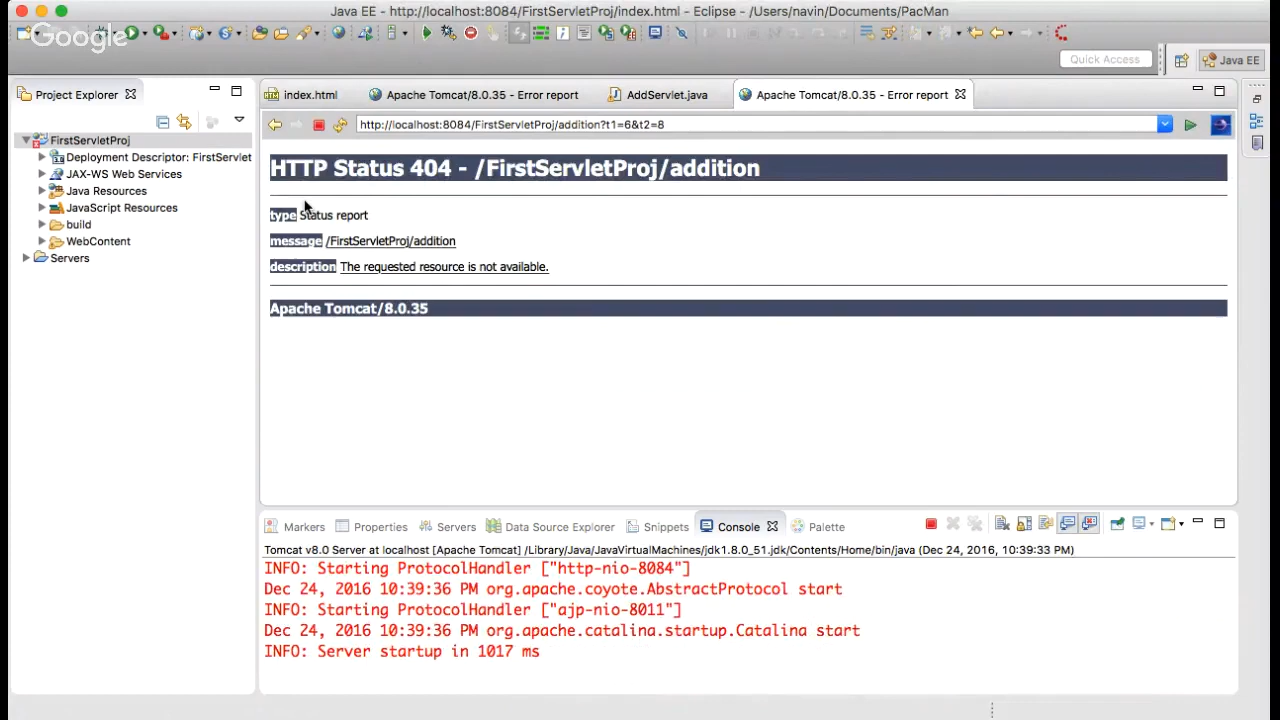 Java EE - http://localhost:8084/FirstServletProj/index.html - Eclipse - /Users/navin/Documents/PacMan
Google
Quick Access
Java EE
Project Explorer
index.html
Apache Tomcat/8.0.35 - Error report
AddServlet.java
Apache Tomcat/8.0.35 - Error report
http://localhost:8084/FirstServletProj/addition?t1=6&t2=8
FirstServletProj
Deployment Descriptor: FirstServlet
JAX-WS Web Services
Java Resources
JavaScript Resources
build
WebContent
Servers
HTTP Status 404 - /FirstServletProj/addition
type Status report
message /FirstServletProj/addition
description The requested resource is not available.
Apache Tomcat/8.0.35
Markers
Properties
Servers
Data Source Explorer
Snippets
Console
Palette
Tomcat v8.0 Server at localhost [Apache Tomcat] /Library/Java/JavaVirtualMachines/jdk1.8.0_51.jdk/Contents/Home/bin/java (Dec 24, 2016, 10:39:33 PM)
INFO: Starting ProtocolHandler ["http-nio-8084"]
Dec 24, 2016 10:39:36 PM org.apache.coyote.AbstractProtocol start
INFO: Starting ProtocolHandler ["ajp-nio-8011"]
Dec 24, 2016 10:39:36 PM org.apache.catalina.startup.Catalina start
INFO: Server startup in 1017 ms